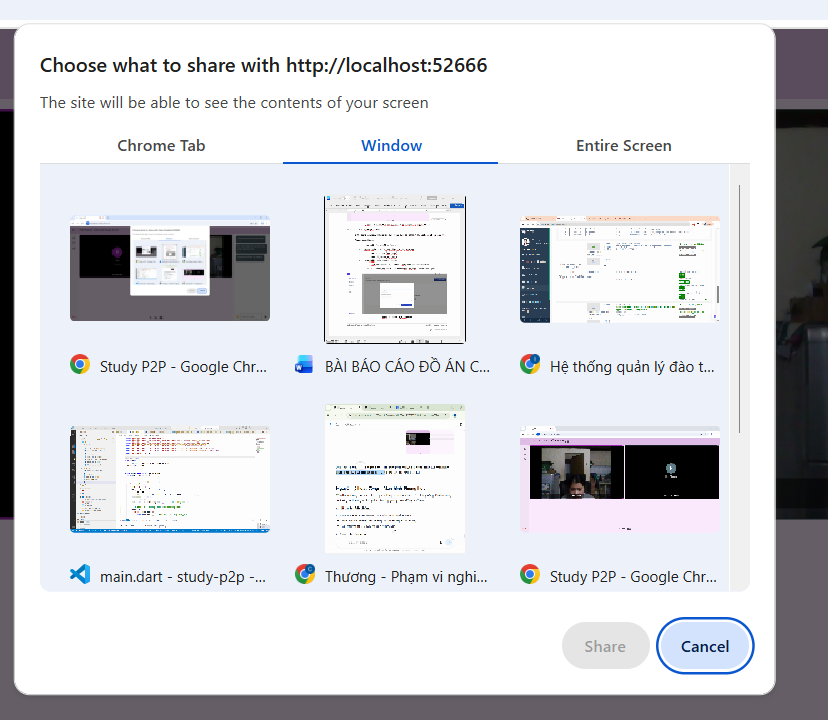 Choose what to share with http://localhost:52666
The site will be able to see the contents of your screen
Chrome Tab
Window
Entire Screen
Study P2P - Google Chr...
BÀI BÁO CÁO ĐỒ ÁN C...
Hệ thống quản lý đào t...
main.dart - study-p2p -...
Thương - Phạm vi nghi...
Study P2P - Google Chr...
Share
Cancel